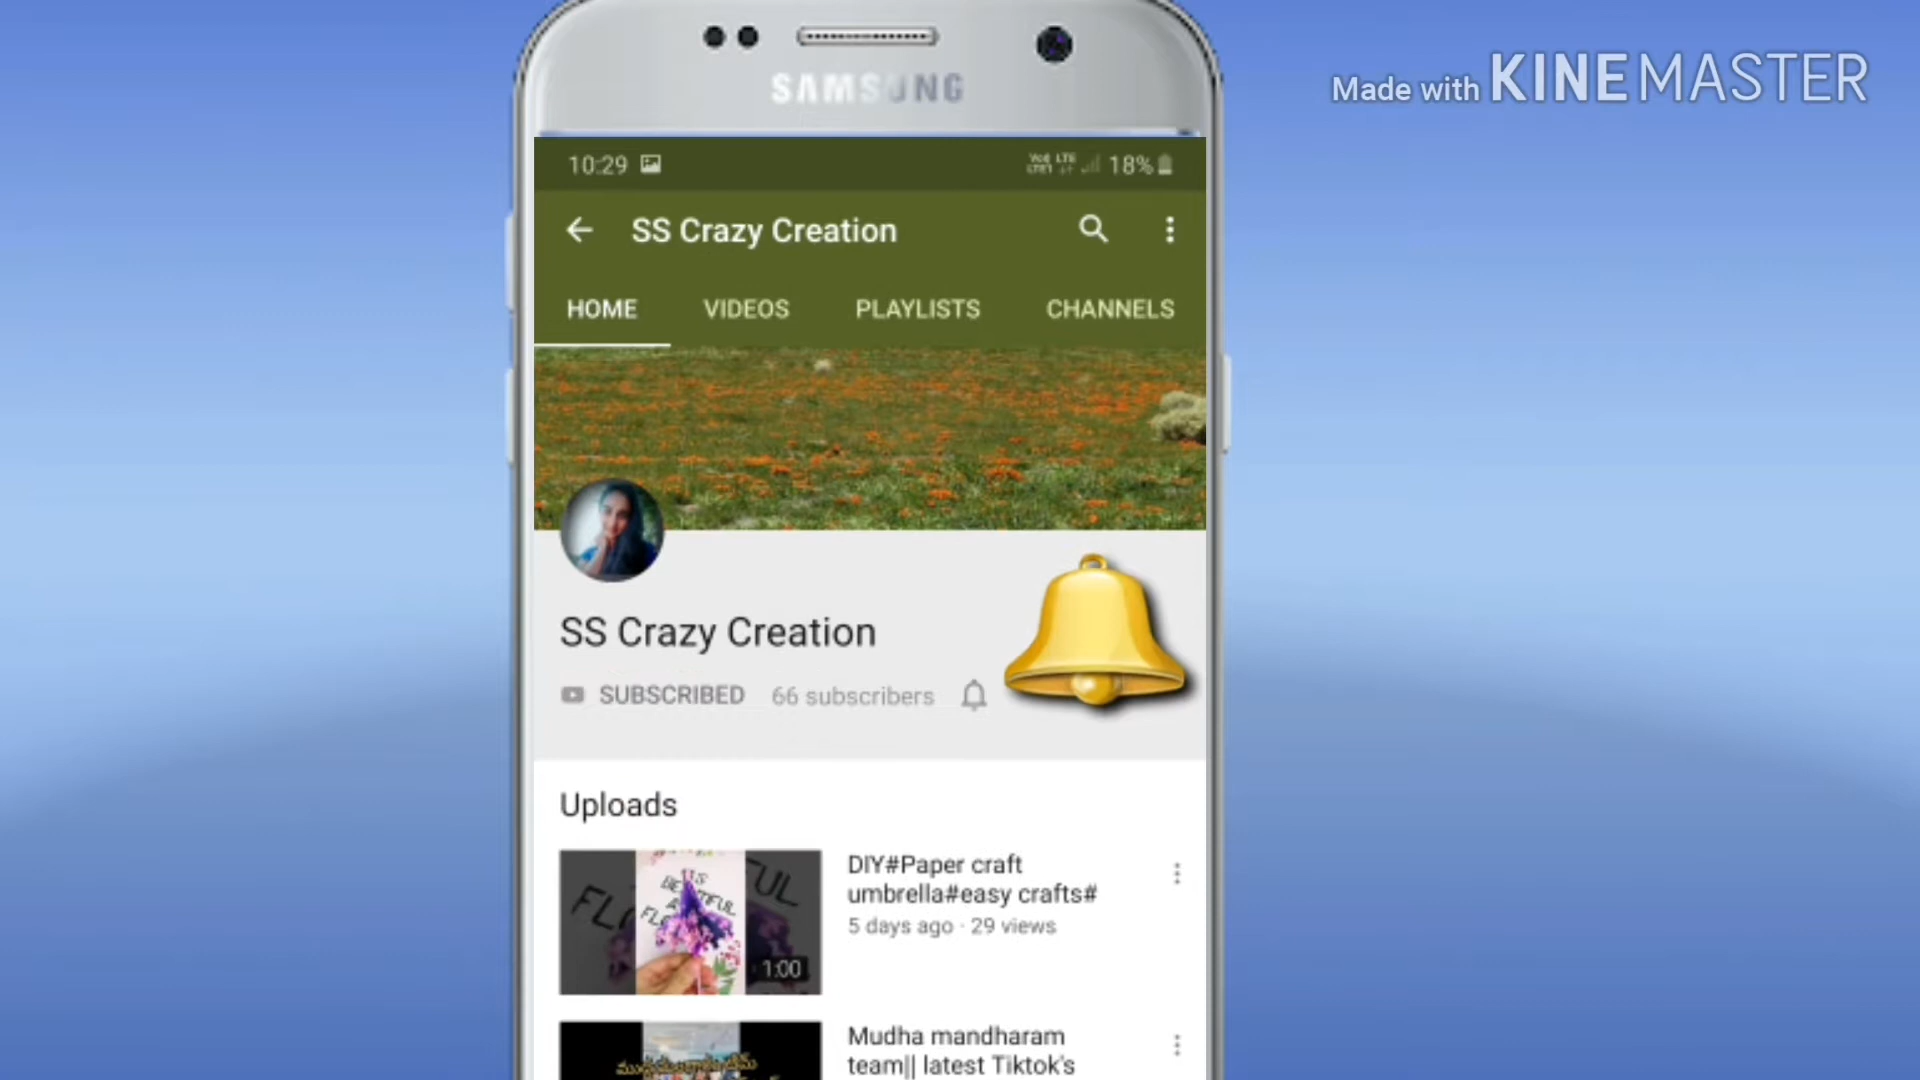 Made with KINEMASTER
SAMSUNG
10:29 18%
SS Crazy Creation
HOME VIDEOS PLAYLISTS CHANNELS
SS Crazy Creation
SUBSCRIBED 66 subscribers
Uploads
DIY#Paper craft
umbrella#easy crafts#
5 days ago · 29 views
1:00
Mudha mandharam
team|| latest Tiktok's